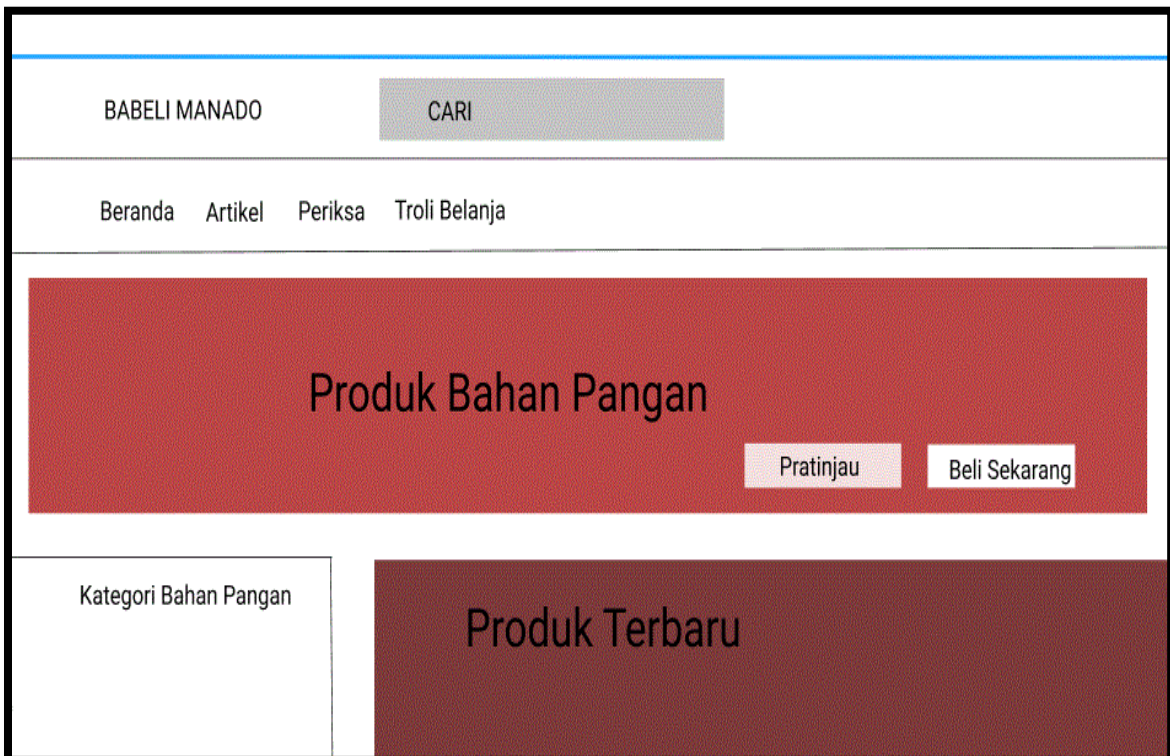 BABELI MANADO
CARI
Beranda Artikel Periksa Troli Belanja
Produk Bahan Pangan
Pratinjau
Beli Sekarang
Kategori Bahan Pangan
Produk Terbaru